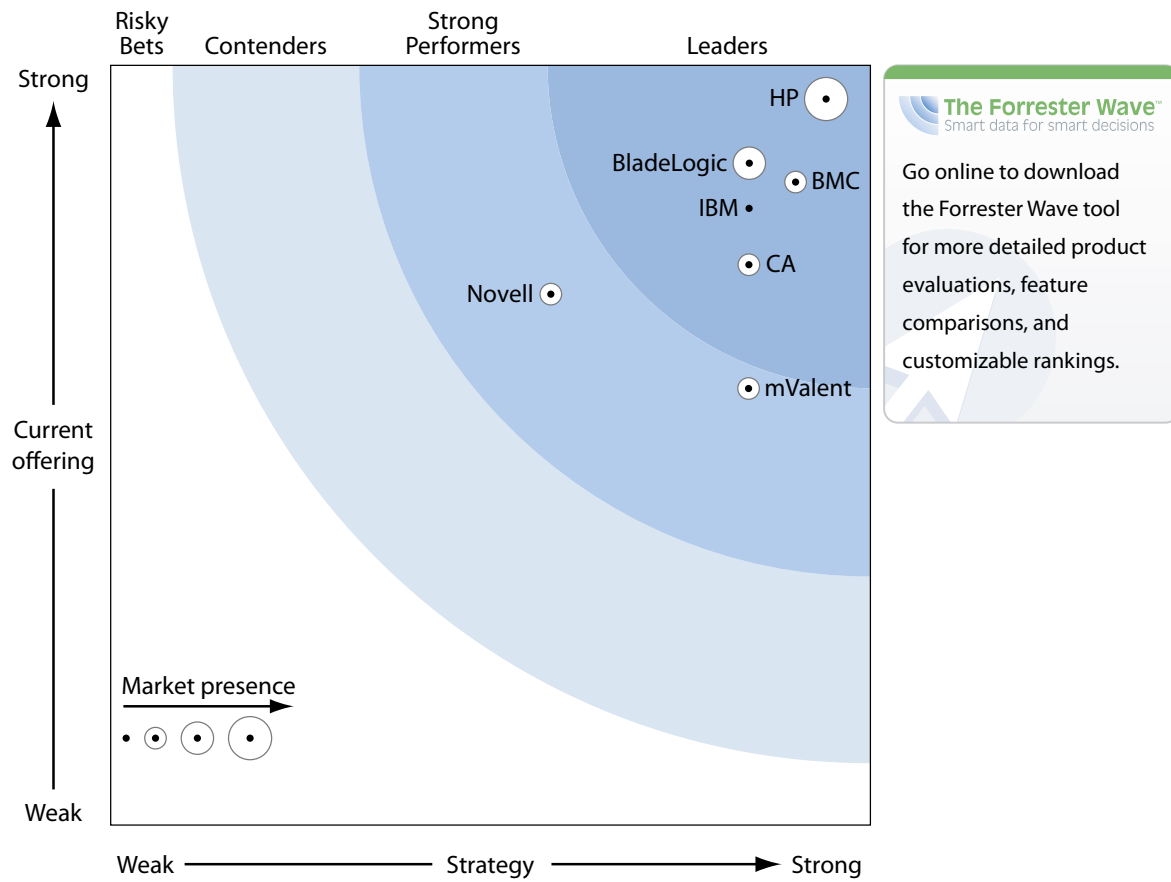 Risky
Bets
Contenders
Strong
Performers
Leaders
Strong
HP
BladeLogic
BMC
IBM
CA
Novell
mValent
Current
offering
Market presence
Weak
Weak
Strategy
Strong
The Forrester Wave™
Smart data for smart decisions
Go online to download
the Forrester Wave tool
for more detailed product
evaluations, feature
comparisons, and
customizable rankings.